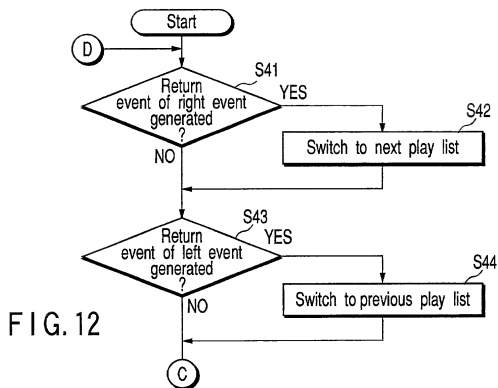 Start
D
S41
Return
event of right event
generated
?
YES
NO
S42
Switch to next play list
S43
Return
event of left event
generated
?
YES
NO
S44
Switch to previous play list
FIG. 12
C